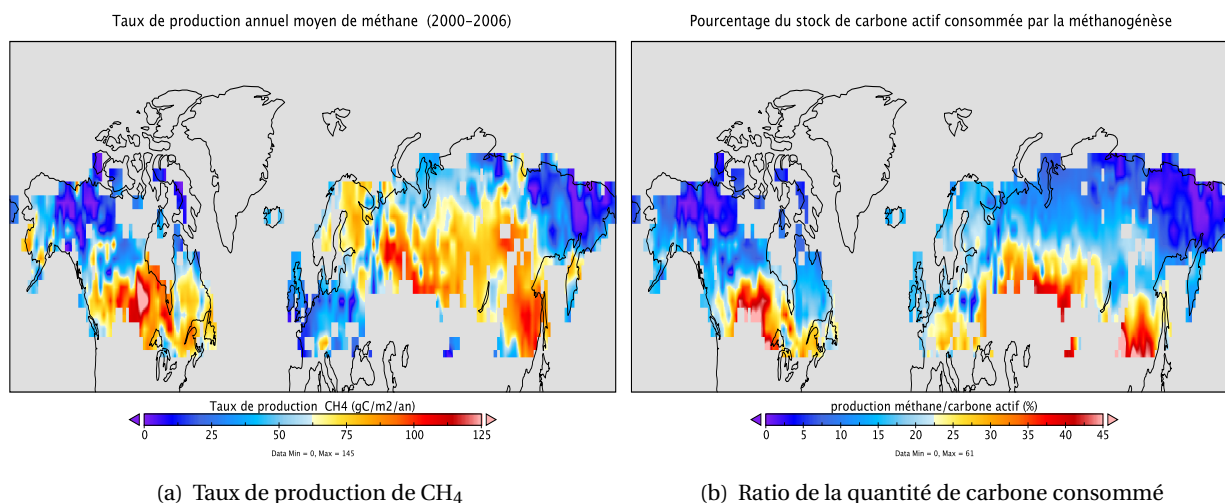 Taux de production annuel moyen de méthane (2000–2006)
Taux de production CH4 (gC/m2/an)
0 25 50 75 100 125
Data Min = 0, Max = 145
(a) Taux de production de CH4
Pourcentage du stock de carbone actif consommée par la méthanogénèse
production méthane/carbone actif (%)
0 5 10 15 20 25 30 35 40 45
Data Min = 0, Max = 61
(b) Ratio de la quantité de carbone consommé